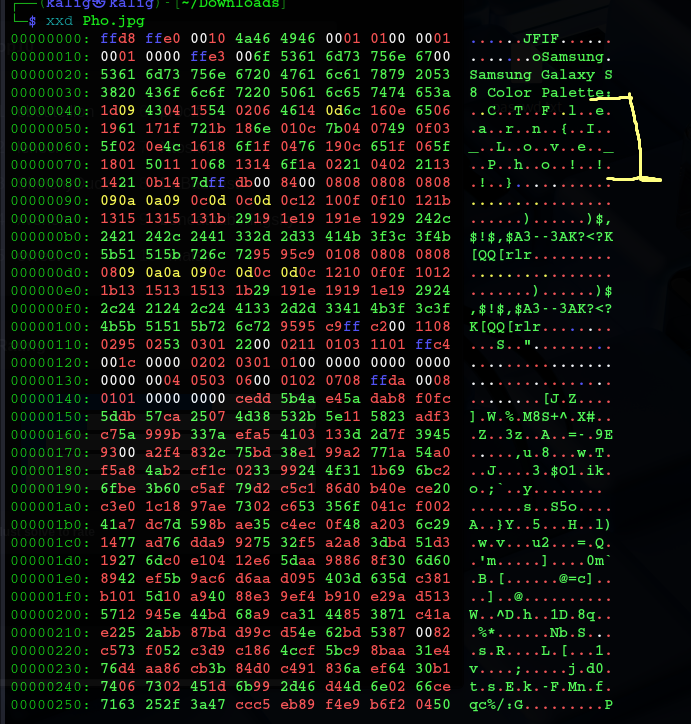 (kalig㉿kalig)-[~/Downloads]
$ xxd Pho.jpg
00000000: ffd8 ffe0 0010 4a46 4946 0001 0100 0001 ......JFIF......
00000010: 0001 0000 ffe3 006f 5361 6d73 756e 6700 .......oSamsung.
00000020: 5361 6d73 756e 6720 4761 6c61 7879 2053 Samsung Galaxy S
00000030: 3820 436f 6c6f 7220 5061 6c65 7474 653a 8 Color Palette:
00000040: 1d09 4304 1554 0206 4614 0d6c 160e 6506 ..C..T..F..l..e.
00000050: 1961 171f 721b 186e 010c 7b04 0749 0f03 .a..r..n..{..I..
00000060: 5f02 0e4c 1618 6f1f 0476 190c 651f 065f _..L..o..v..e.._
00000070: 1801 5011 1068 1314 6f1a 0221 0402 2113 ..P..h..o..!..!.
00000080: 1421 0b14 7dff db00 8400 0808 0808 0808 .!..}...........
00000090: 090a 0a09 0c0d 0c0d 0c12 100f 0f10 121b ................
000000a0: 1315 1315 131b 2919 1e19 191e 1929 242c ......)......)$,
000000b0: 2421 242c 2441 332d 2d33 414b 3f3c 3f4b $!$,$A3--3AK?<?K
000000c0: 5b51 515b 726c 7295 95c9 0108 0808 0808 [QQ[rlr.........
000000d0: 0809 0a0a 090c 0d0c 0d0c 1210 0f0f 1012 ................
000000e0: 1b13 1513 1513 1b29 191e 1919 1e19 2924 .......)......)$
000000f0: 2c24 2124 2c24 4133 2d2d 3341 4b3f 3c3f ,$!$,$A3--3AK?<?
00000100: 4b5b 5151 5b72 6c72 9595 c9ff c200 1108 K[QQ[rlr........
00000110: 0295 0253 0301 2200 0211 0103 1101 ffc4 ...S..".........
00000120: 001c 0000 0202 0301 0100 0000 0000 0000 ................
00000130: 0000 0004 0503 0600 0102 0708 ffda 0008 ................
00000140: 0101 0000 0000 cedd 5b4a e45a dab8 f0fc ........[J.Z....
00000150: 5ddb 57ca 2507 4d38 532b 5e11 5823 adf3 ].W.%.M8S+^.X#..
00000160: c75a 999b 337a efa5 4103 133d 2d7f 3945 .Z..3z..A..=-.9E
00000170: 9300 a2f4 832c 75bd 38e1 99a2 771a 54a0 .....,u.8...w.T.
00000180: f5a8 4ab2 cf1c 0233 9924 4f31 1b69 6bc2 ..J....3.$O1.ik.
00000190: 6fbe 3b60 c5af 79d2 c5c1 86d0 b40e ce20 o.;`..y........
000001a0: c3e0 1c18 97ae 7302 c653 356f 041c f002 ......s..S5o....
000001b0: 41a7 dc7d 598b ae35 c4ec 0f48 a203 6c29 A..}Y..5...H..l)
000001c0: 1477 ad76 dda9 9275 32f5 a2a8 3dbd 51d3 .w.v...u2...=.Q.
000001d0: 1927 6dc0 e104 12e6 5daa 9886 8f30 6d60 .'m.....]....0m`
000001e0: 8942 ef5b 9ac6 d6aa d095 403d 635d c381 .B.[......@=c]..
000001f0: b101 5d10 a940 88e3 9ef4 b910 e29a d513 ..]..@..........
00000200: 5712 945e 44bd 68a9 ca31 4485 3871 c41a W..^D.h..1D.8q..
00000210: e225 2abb 87bd d99c d54e 62bd 5387 0082 .%*......Nb.S...
00000220: c573 f052 c3d9 c186 4ccf 5bc9 8baa 31e4 .s.R....L.[...1.
00000230: 76d4 aa86 cb3b 84d0 c491 836a ef64 30b1 v....;.....j.d0.
00000240: 7406 7302 451d 6b99 2d46 d44d 6e02 66ce t.s.E.k.-F.Mn.f.
00000250: 7163 252f 3a47 ccc5 eb89 f4e9 b6f2 0450 qc%/:G.........P